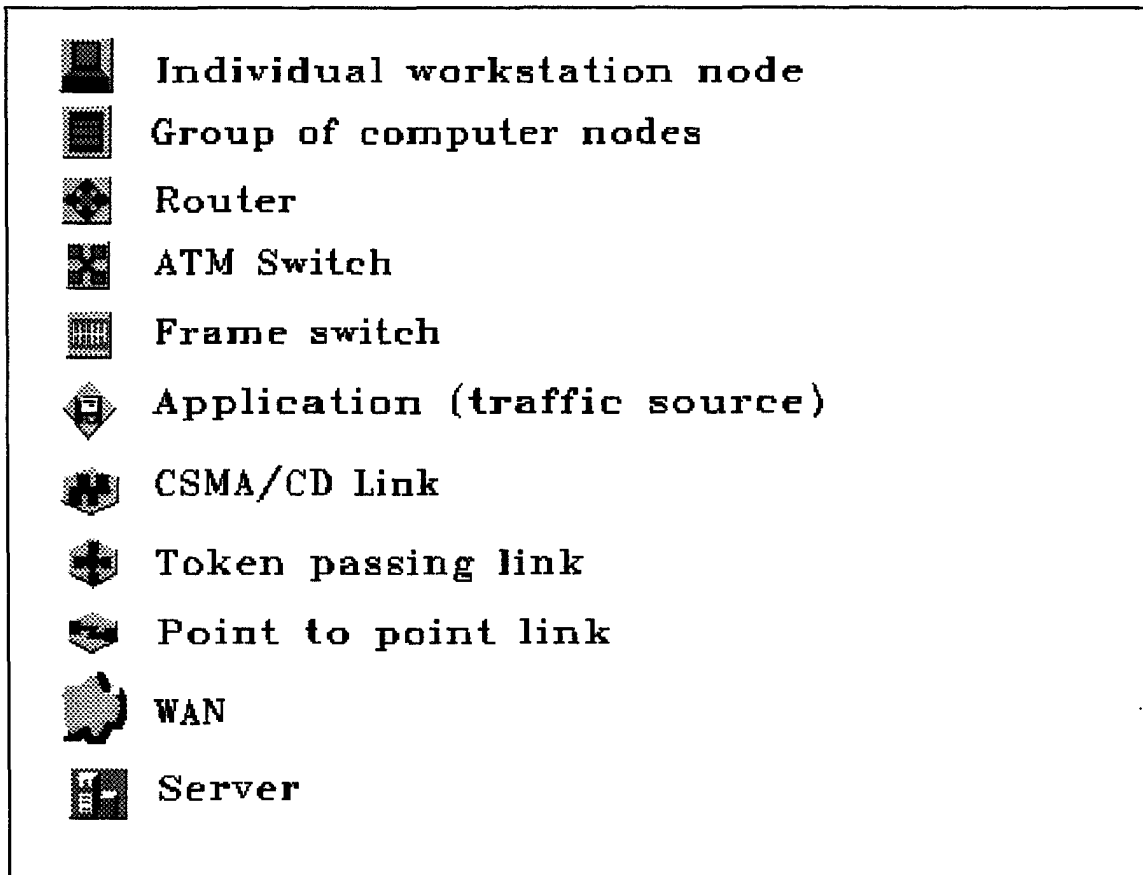 Individual workstation node
Group of computer nodes
Router
ATM Switch
Frame switch
Application (traffic source)
CSMA/CD Link
Token passing link
Point to point link
WAN
Server